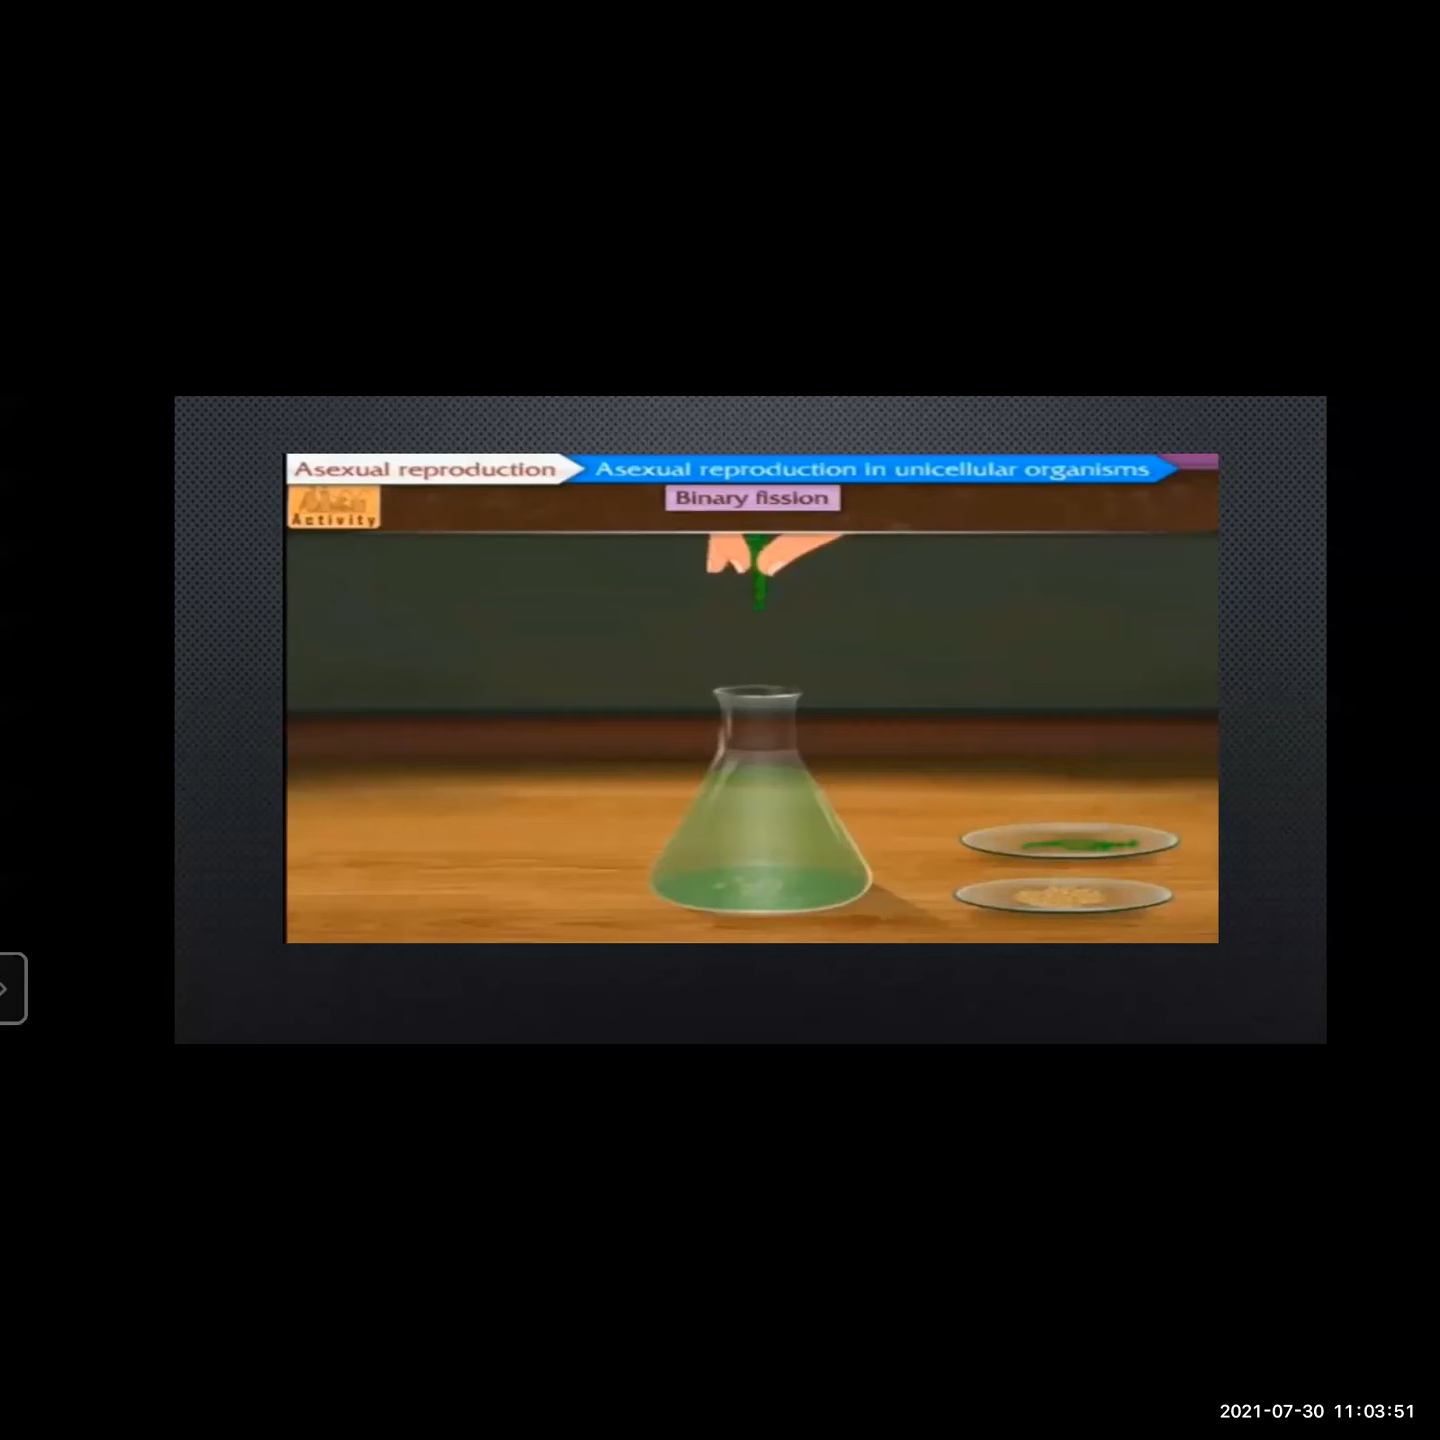 Asexual reproduction
Asexual reproduction in unicellular organisms
Binary fission
Activity
2021-07-30 11:03:51